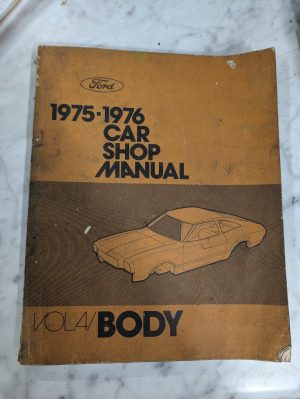 Ford
1975-1976
CAR
SHOP
MANUAL
VOL.4/BODY